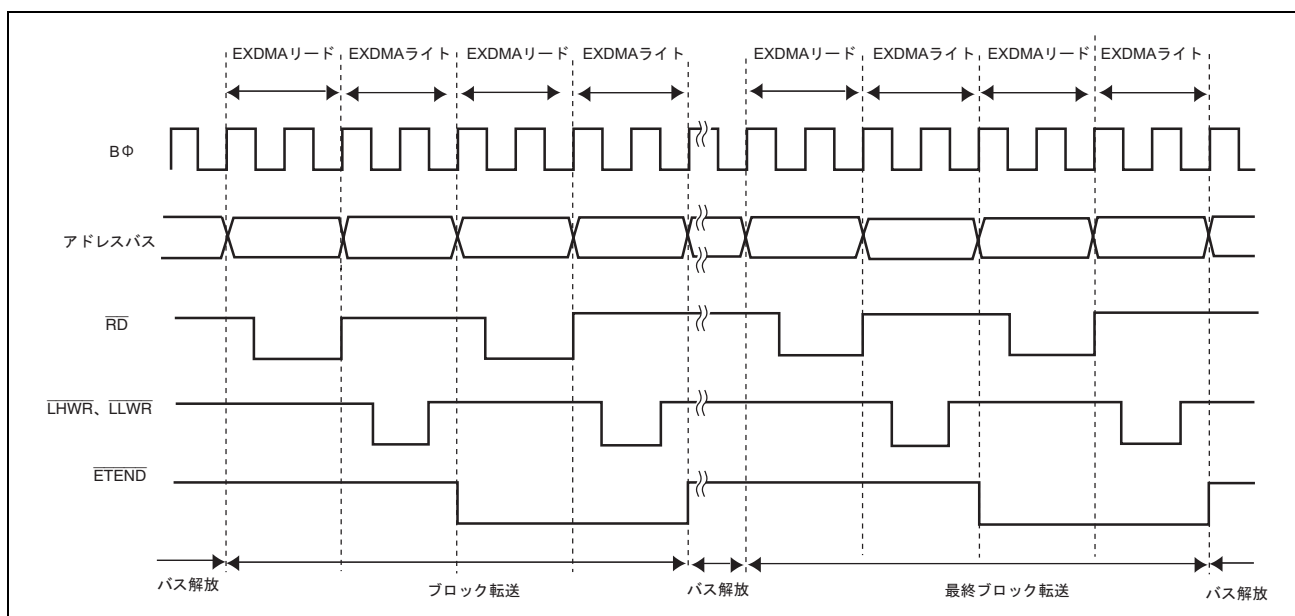 EXDMAリード EXDMAライト EXDMAリード EXDMAライト EXDMAリード EXDMAライト EXDMAリード EXDMAライト
BΦ
アドレスバス
RD
LHWR、LLWR
ETEND
バス解放 ブロック転送 バス解放 最終ブロック転送 バス解放